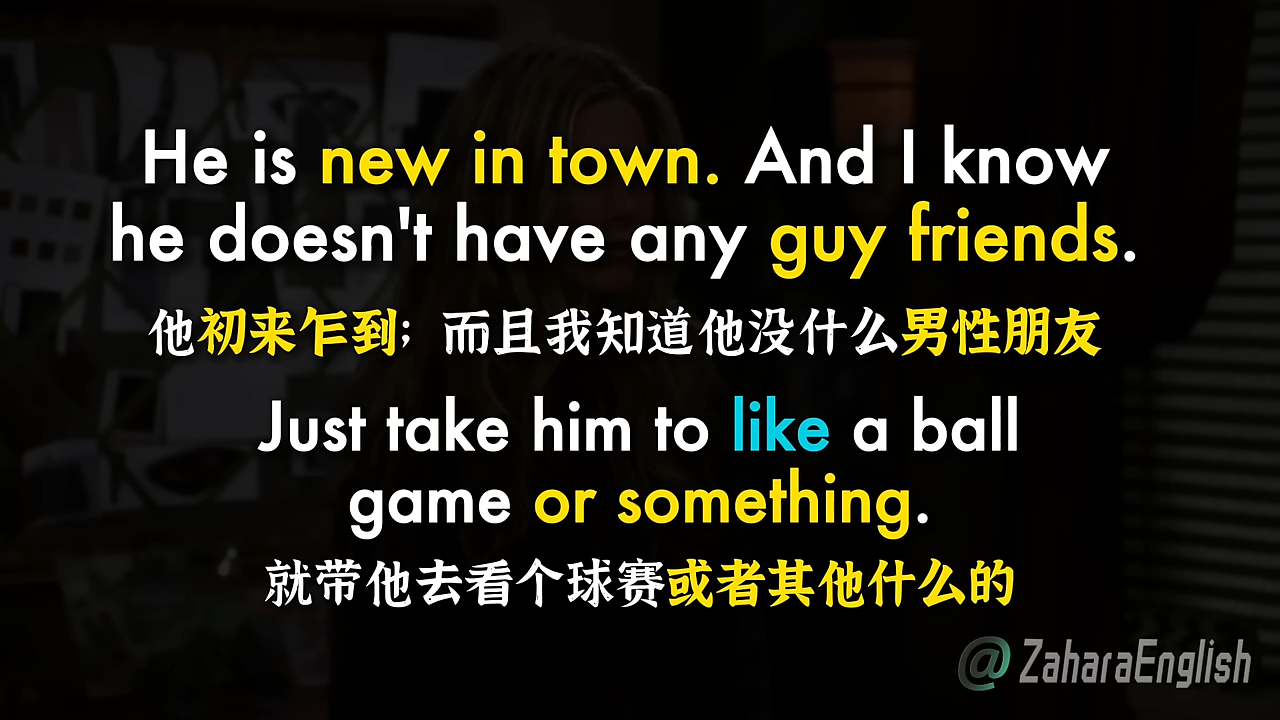 He is new in town. And I know
he doesn't have any guy friends.
他初来乍到；而且我知道他没什么男性朋友
Just take him to like a ball
game or something.
就带他去看个球赛或者其他什么的
@ZaharaEnglish